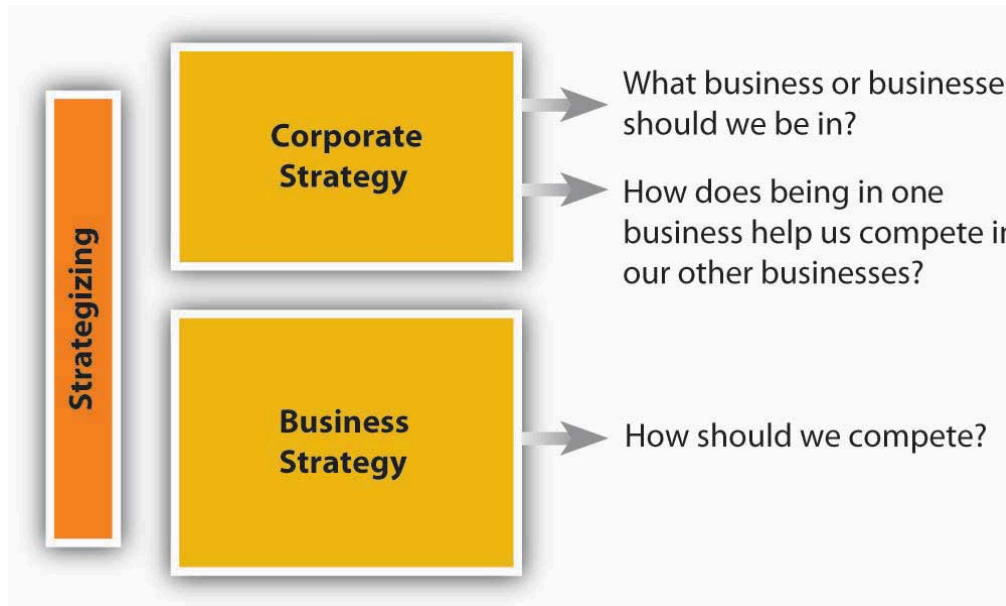 Strategizing
Corporate
Strategy
What business or businesse
should we be in?
How does being in one
business help us compete in
our other businesses?
Business
Strategy
How should we compete?